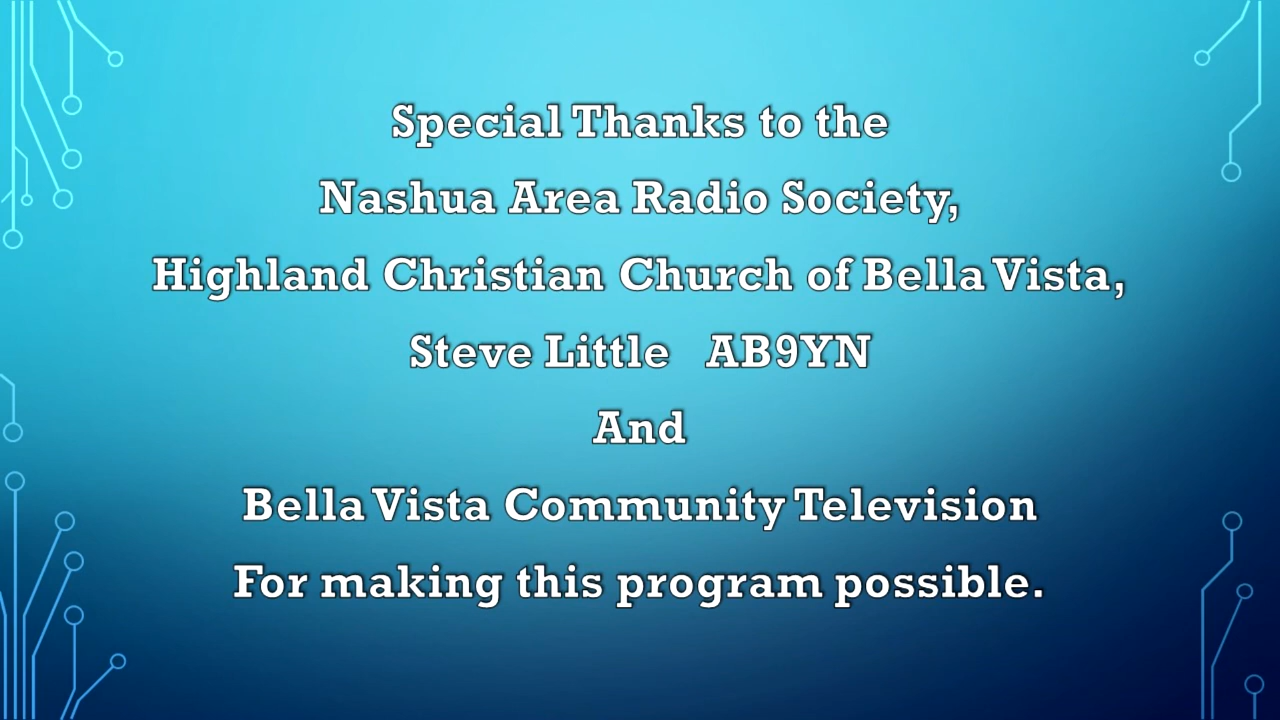 Special Thanks to the
Nashua Area Radio Society,
Highland Christian Church of Bella Vista,
Steve Little AB9YN
And
Bella Vista Community Television
For making this program possible.